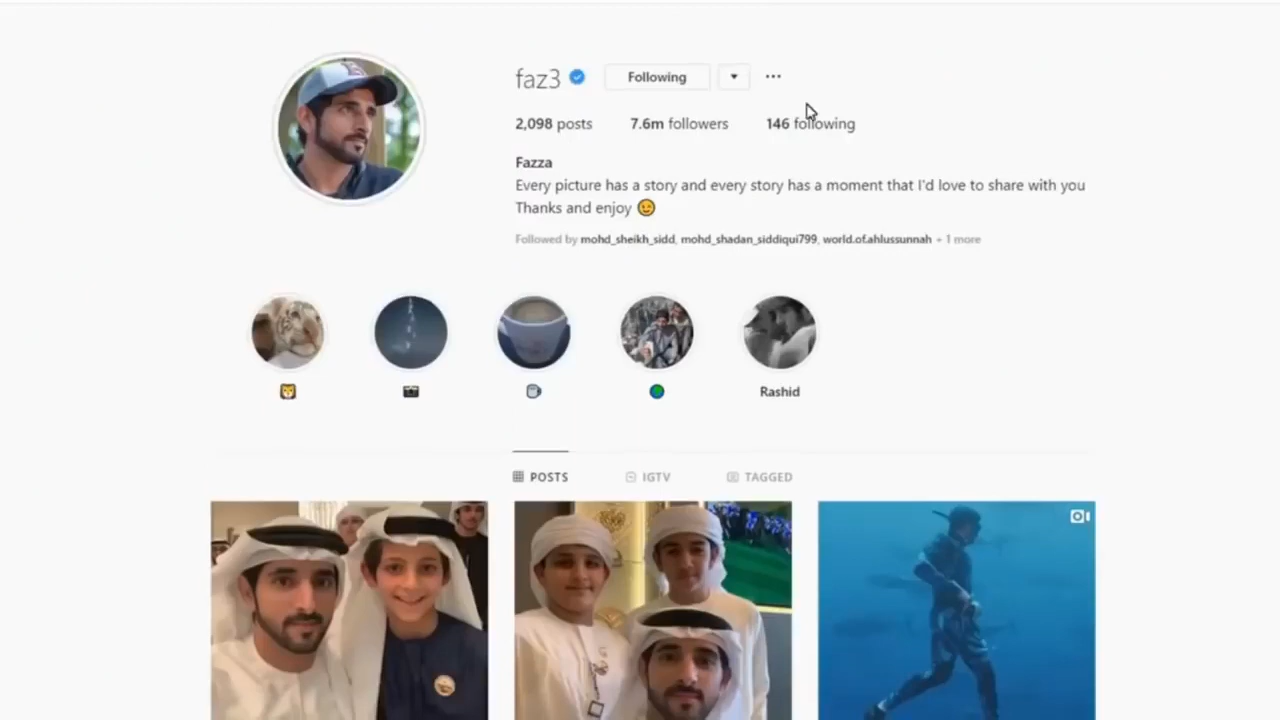 faz3 Following
2,098 posts 7.6m followers 146 following
Fazza
Every picture has a story and every story has a moment that I'd love to share with you
Thanks and enjoy 😉
Followed by mohd_sheikh_sidd, mohd_shadan_siddiqui799, world.of.ahlussunnah + 1 more
Rashid
POSTS IGTV TAGGED